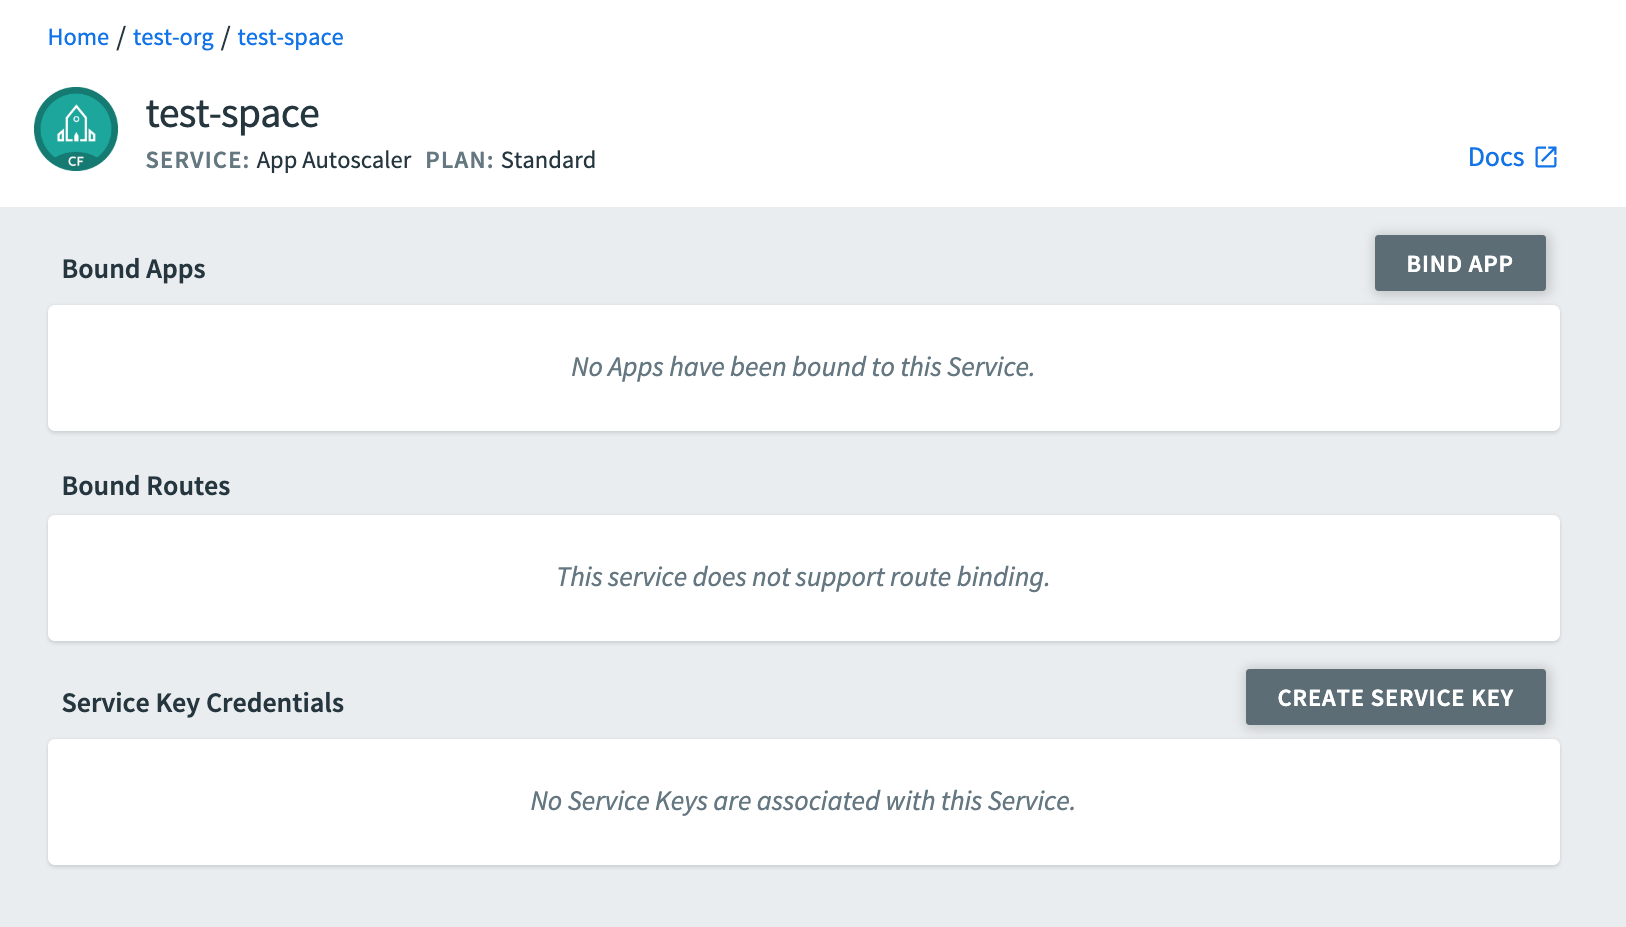 Home / test-org / test-space
test-space
SERVICE: App Autoscaler PLAN: Standard
CF
Docs
Bound Apps
BIND APP
No Apps have been bound to this Service.
Bound Routes
This service does not support route binding.
Service Key Credentials
CREATE SERVICE KEY
No Service Keys are associated with this Service.